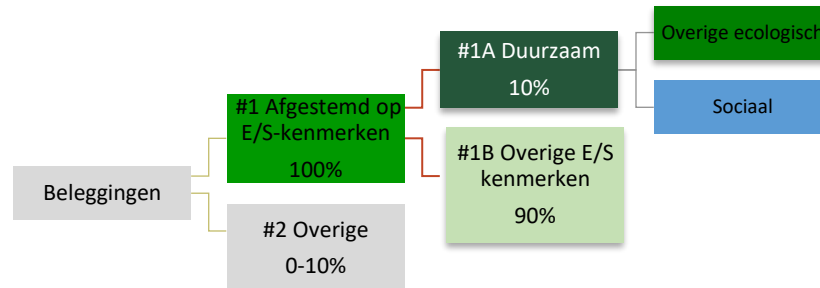 Beleggingen
#1 Afgestemd op
E/S-kenmerken
100%
#2 Overige
0-10%
#1A Duurzaam
10%
#1B Overige E/S
kenmerken
90%
Overige ecologisch
Sociaal